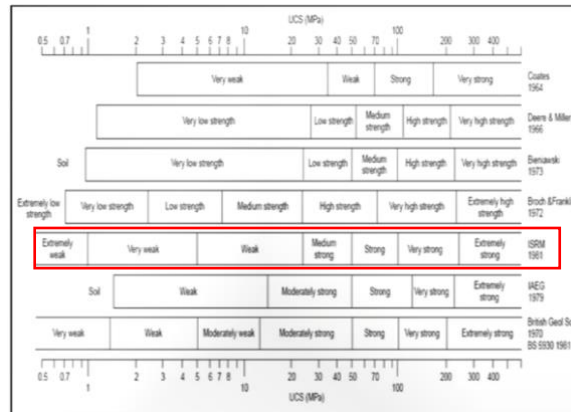 UCS (MPa)
1 10 100
0.5 0.7 2 3 4 5 6 7 8 20 30 40 50 70 200 300 400
Very weak Weak Strong Very strong Coates
1964
Very low strength Low strength Medium strength High strength Very high strength Deere & Miller
1966
Soil Very low strength Low strength Medium strength High strength Very high strength Bieniawski
1973
Extremely low strength Very low strength Low strength Medium strength High strength Very high strength Extremely high strength Broch &Frankl
1972
Extremely weak Very weak Weak Medium strong Strong Very strong Extremely strong ISRM
1981
Soil Weak Moderately strong Strong Very strong Extremely strong IAEG
1979
Very weak Weak Moderately weak Moderately strong Strong Very strong Extremely strong British Geol So
1970
BS 5930 1981
0.5 0.7 2 3 4 5 6 7 8 20 30 40 50 70 200 300 400
1 10 100
UCS (MPa)